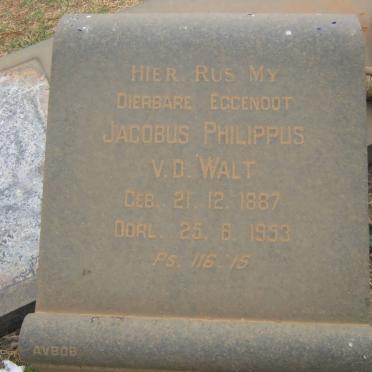 HIER RUS MY
DIERBARE EGGENOOT
JACOBUS PHILIPPUS
V.D. WALT
GEB. 21. 12. 1887
OORL. 25. 6. 1953
PS. 116. 15
AVBOB